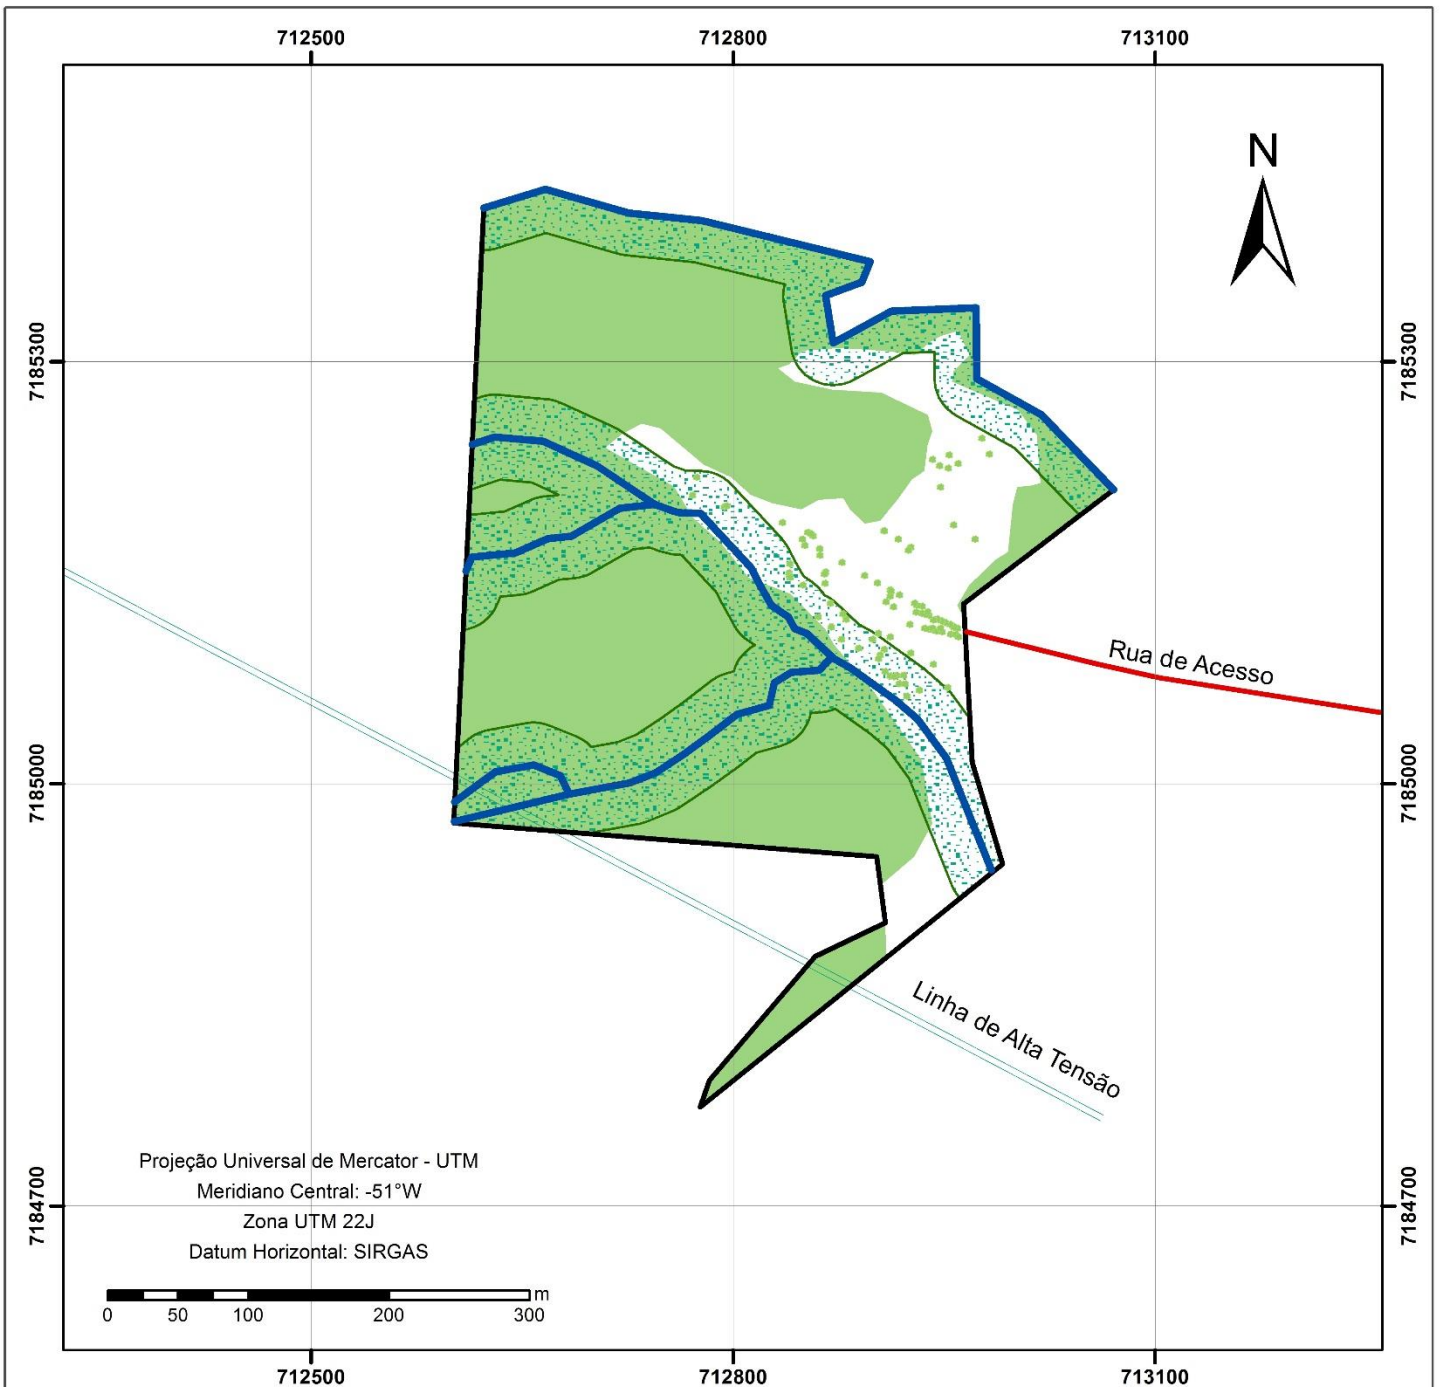 712500
712800
713100
N
7185300
7185300
Rua de Acesso
7185000
7185000
Linha de Alta Tensão
Projeção Universal de Mercator - UTM
Meridiano Central: -51°W
Zona UTM 22J
Datum Horizontal: SIRGAS
7184700
7184700
m
0 50 100 200 300
712500
712800
713100